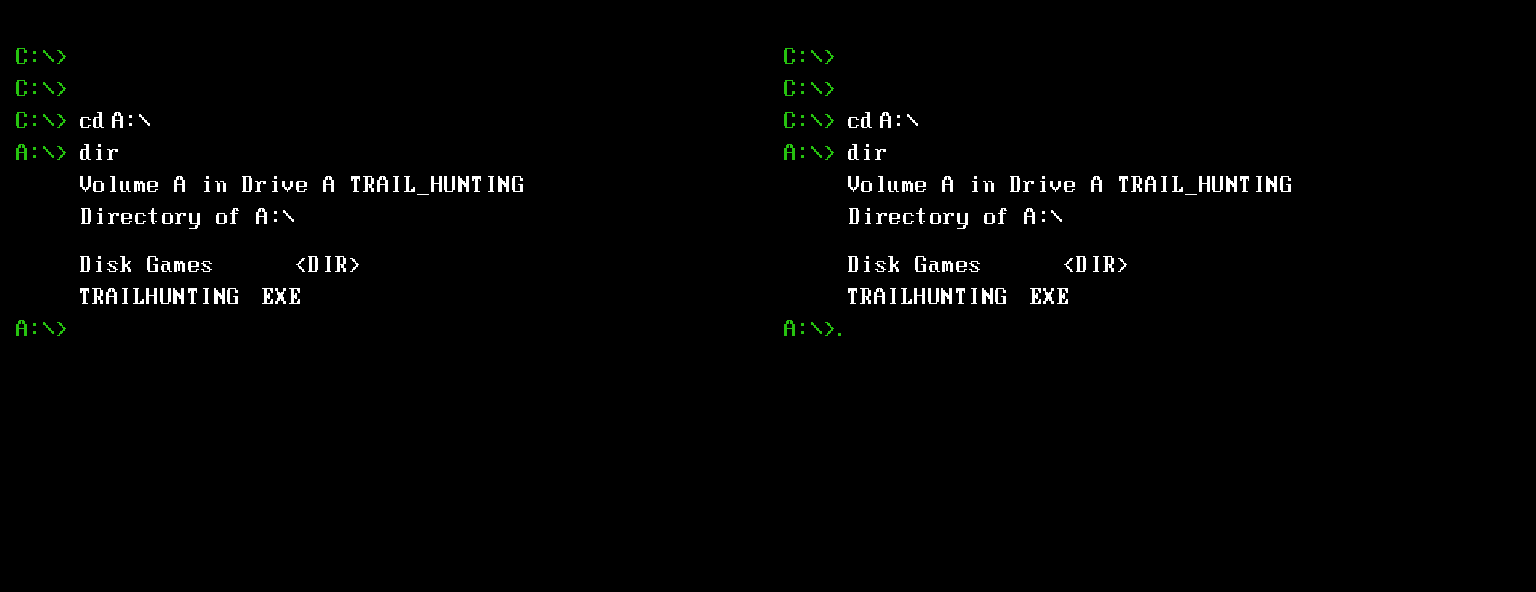 C:\>
C:\>
C:\> cd A:\
A:\> dir
Volume A in Drive A TRAIL_HUNTING
Directory of A:\
Disk Games <DIR>
TRAILHUNTING EXE
A:\>
C:\>
C:\>
C:\> cd A:\
A:\> dir
Volume A in Drive A TRAIL_HUNTING
Directory of A:\
Disk Games <DIR>
TRAILHUNTING EXE
A:\>.